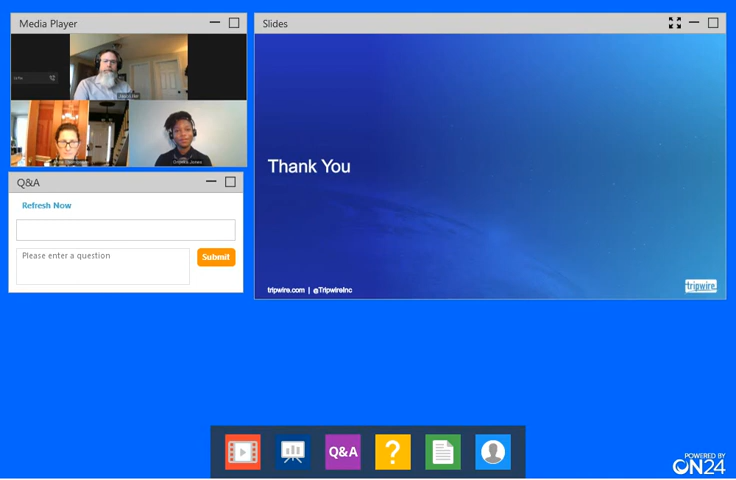 Media Player
Slides
Q&A
Refresh Now
Please enter a question
Submit
Thank You
tripwire.com | @TripwireInc
tripwire
Q&A
?
POWERED BY
ON24